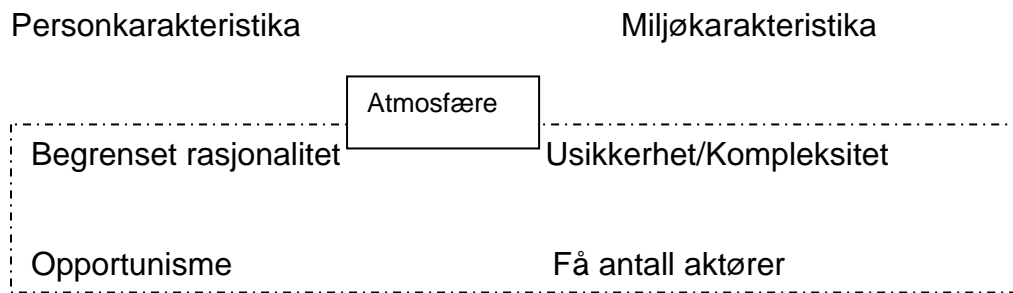 Personkarakteristika Miljøkarakteristika
Atmosfære
Begrenset rasjonalitet Usikkerhet/Kompleksitet
Opportunisme Få antall aktører